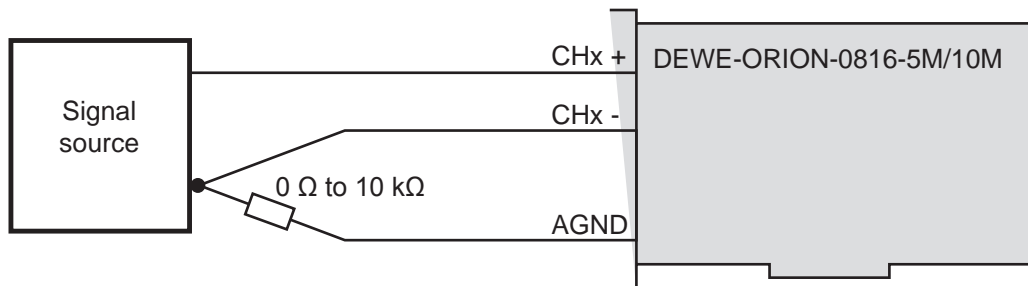 CHx +
DEWE-ORION-0816-5M/10M
Signal
source
CHx -
0 Ω to 10 kΩ
AGND